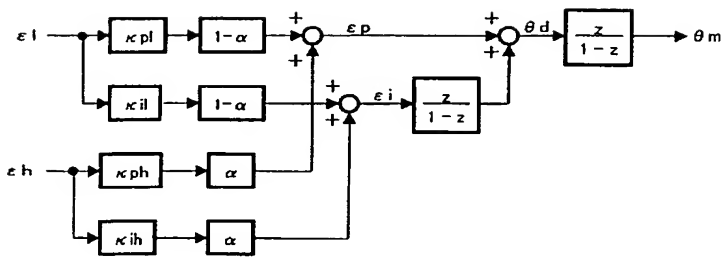 ε l
κ pl
1-α
+
+
ε p
+
+
θ d
z
1-z
θ m
κ il
1-α
+
+
ε i
z
1-z
ε h
κ ph
α
κ ih
α